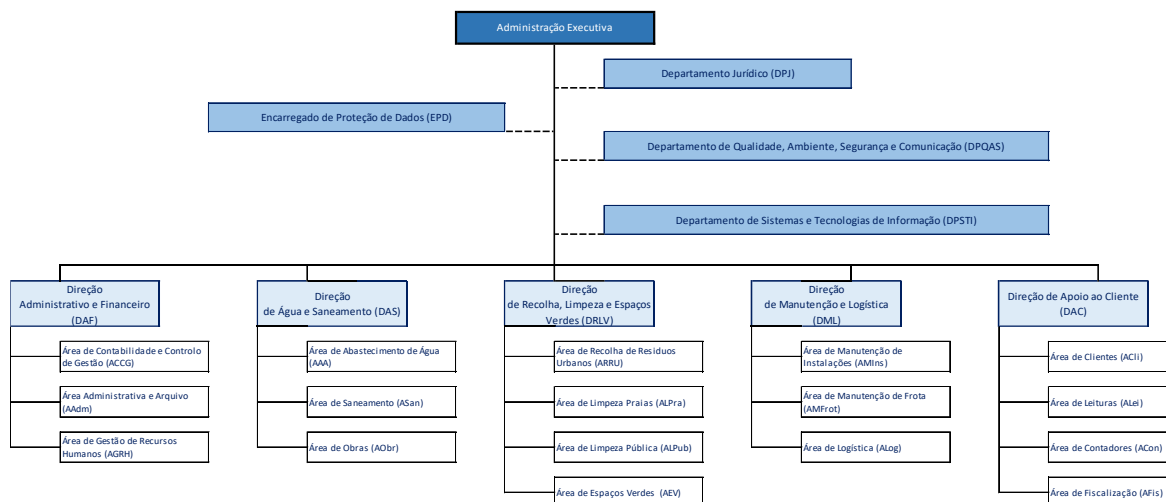 Administração Executiva
Departamento Jurídico (DPJ)
Encarregado de Proteção de Dados (EPD)
Departamento de Qualidade, Ambiente, Segurança e Comunicação (DPQAS)
Departamento de Sistemas e Tecnologias de Informação (DPSTI)
Direção
Administrativo e Financeiro
(DAF)
Área de Contabilidade e Controlo
de Gestão (ACCG)
Área Administrativa e Arquivo
(AAdm)
Área de Gestão de Recursos
Humanos (AGRH)
Direção
de Água e Saneamento (DAS)
Área de Abastecimento de Água
(AAA)
Área de Saneamento (ASan)
Área de Obras (AObr)
Direção
de Recolha, Limpeza e Espaços
Verdes (DRLV)
Área de Recolha de Residuos
Urbanos (ARRU)
Área de Limpeza Praias (ALPra)
Área de Limpeza Pública (ALPub)
Área de Espaços Verdes (AEV)
Direção
de Manutenção e Logística
(DML)
Área de Manutenção de
Instalações (AMIns)
Área de Manutenção de Frota
(AMFrot)
Área de Logística (ALog)
Direção de Apoio ao Cliente
(DAC)
Área de Clientes (ACli)
Área de Leituras (ALei)
Área de Contadores (ACon)
Área de Fiscalização (AFis)